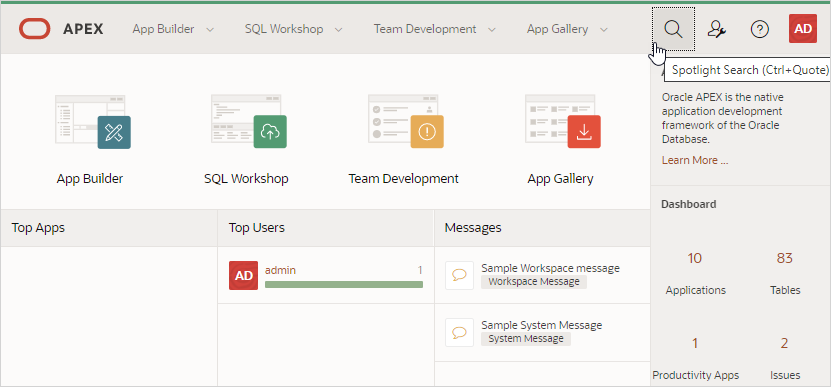 APEX App Builder SQL Workshop Team Development App Gallery AD
Spotlight Search (Ctrl+Quote)
Oracle APEX is the native
application development
framework of the Oracle
Database.
Learn More ...
App Builder SQL Workshop Team Development App Gallery
Dashboard
Top Apps Top Users Messages
10 83
Applications Tables
AD admin 1
Sample Workspace message
Workspace Message
Sample System Message
System Message
1 2
Productivity Apps Issues